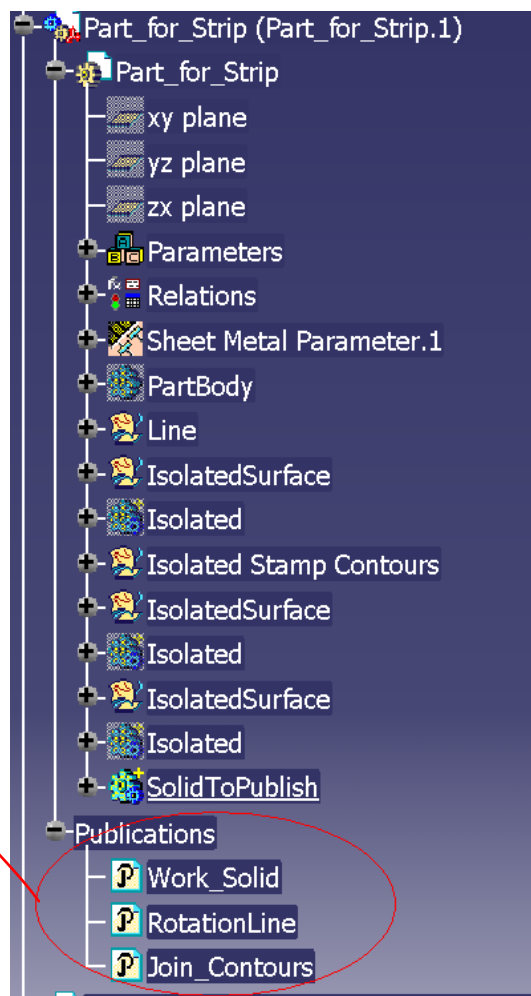 Part_for_Strip (Part_for_Strip.1)
Part_for_Strip
xy plane
yz plane
zx plane
Parameters
Relations
Sheet Metal Parameter.1
PartBody
Line
IsolatedSurface
Isolated
Isolated Stamp Contours
IsolatedSurface
Isolated
IsolatedSurface
Isolated
SolidToPublish
Publications
Work_Solid
RotationLine
Join_Contours